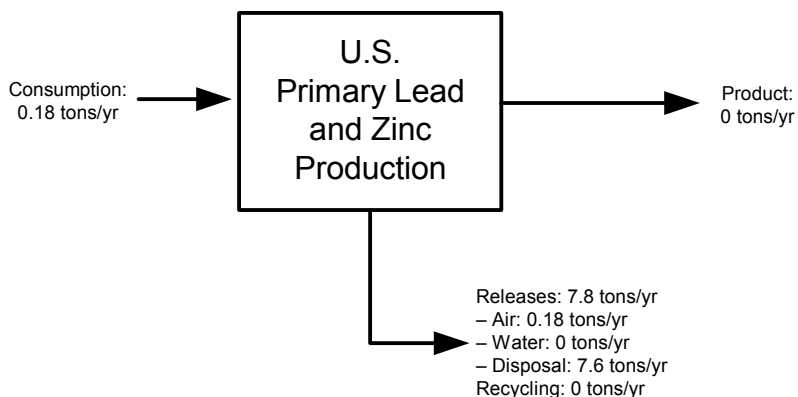 U.S.
Primary Lead
and Zinc
Production
Consumption:
0.18 tons/yr
Product:
0 tons/yr
Releases: 7.8 tons/yr
– Air: 0.18 tons/yr
– Water: 0 tons/yr
– Disposal: 7.6 tons/yr
Recycling: 0 tons/yr